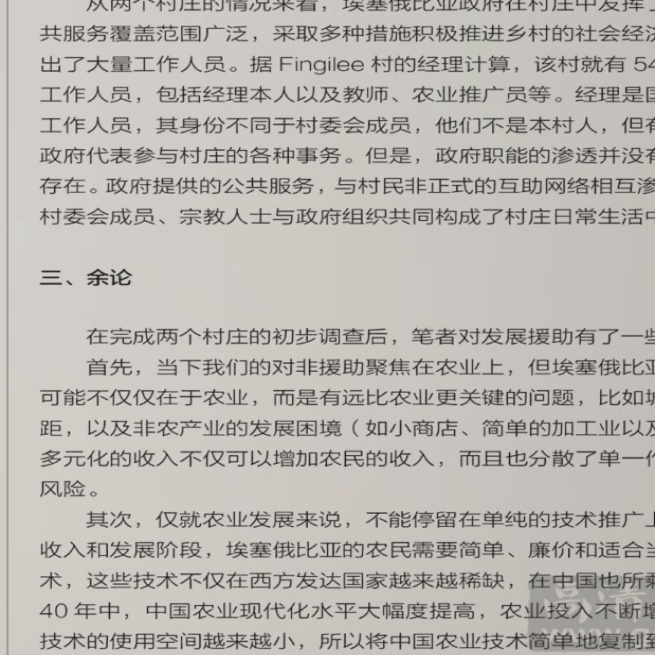 从两个村庄的情况来看，埃塞俄比亚政府在村庄中发挥了
共服务覆盖范围广泛，采取多种措施积极推进乡村的社会经济
出了大量工作人员。据 Fingilee 村的经理计算，该村就有 54
工作人员，包括经理本人以及教师、农业推广员等。经理是国
工作人员，其身份不同于村委会成员，他们不是本村人，但有
政府代表参与村庄的各种事务。但是，政府职能的渗透并没有
存在。政府提供的公共服务，与村民非正式的互助网络相互渗
村委会成员、宗教人士与政府组织共同构成了村庄日常生活中
三、余论
在完成两个村庄的初步调查后，笔者对发展援助有了一些
首先，当下我们的对非援助聚焦在农业上，但埃塞俄比亚
可能不仅仅在于农业，而是有远比农业更关键的问题，比如城
距，以及非农产业的发展困境（如小商店、简单的加工业以及
多元化的收入不仅可以增加农民的收入，而且也分散了单一作
风险。
其次，仅就农业发展来说，不能停留在单纯的技术推广上
收入和发展阶段，埃塞俄比亚的农民需要简单、廉价和适合当
术，这些技术不仅在西方发达国家越来越稀缺，在中国也所剩
40 年中，中国农业现代化水平大幅度提高，农业投入不断增
技术的使用空间越来越小，所以将中国农业技术简单地复制到